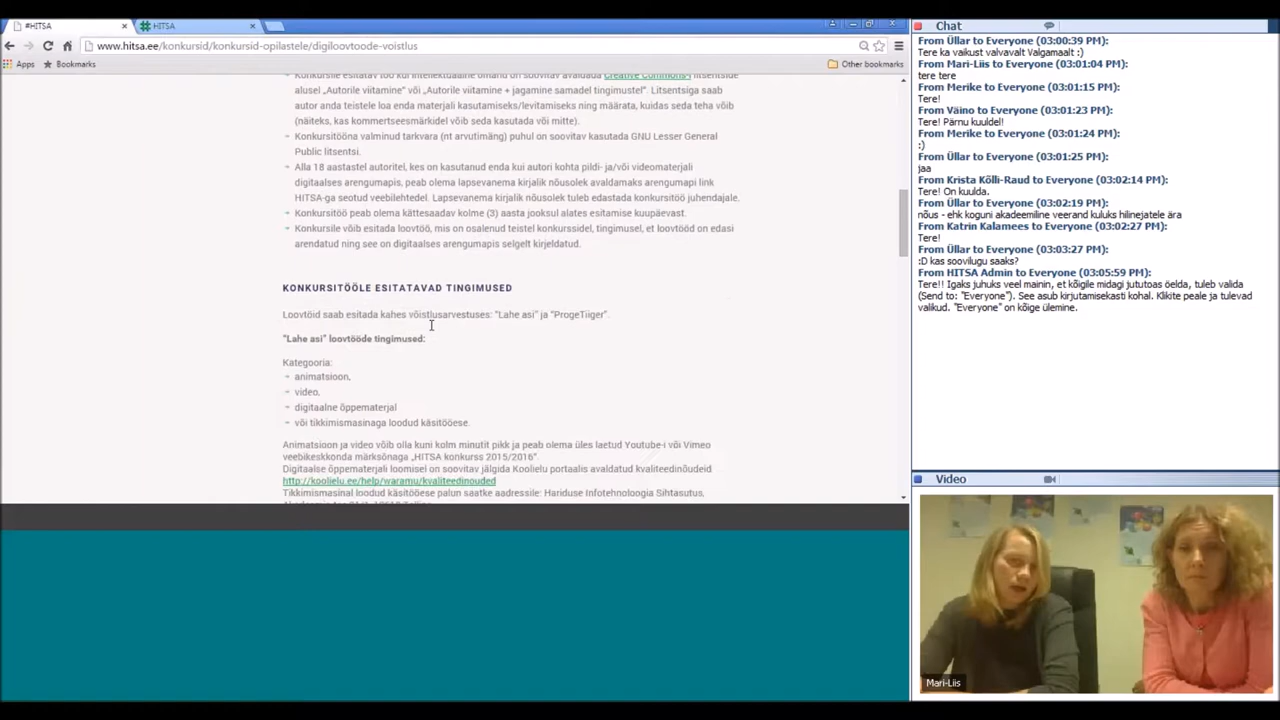 #HITSA
HITSA
www.hitsa.ee/konkursid/konkursid-opilastele/digiloovtoode-voistlus
Apps
Bookmarks
Other bookmarks
Konkursile esitatav töö kui intellektuaalne omand on soovitav avaldada Creative Commons-i litsentside
alusel „Autorile viitamine" või „Autorile viitamine + jagamine samadel tingimustel". Litsentsiga saab
autor anda teistele loa enda materjali kasutamiseks/levitamiseks ning määrata, kuidas seda teha võib
(näiteks, kas kommertseesmärkidel võib seda kasutada või mitte).
Konkursitööna valminud tarkvara (nt arvutimäng) puhul on soovitav kasutada GNU Lesser General
Public litsentsi.
Alla 18 aastastel autoritel, kes on kasutanud enda kui autori kohta pildi- ja/või videomaterjali
digitaalses arengumapis, peab olema lapsevanema kirjalik nõusolek avaldamaks arengumapi link
HITSA-ga seotud veebilehtedel. Lapsevanema kirjalik nõusolek tuleb edastada konkursitöö juhendajale.
Konkursitöö peab olema kättesaadav kolme (3) aasta jooksul alates esitamise kuupäevast.
Konkursile võib esitada loovtöö, mis on osalenud teistel konkurssidel, tingimusel, et loovtööd on edasi
arendatud ning see on digitaalses arengumapis selgelt kirjeldatud.
KONKURSITÖÖLE ESITATAVAD TINGIMUSED
Loovtöid saab esitada kahes võistlusarvestuses: "Lahe asi" ja "ProgeTiiger".
"Lahe asi" loovtööde tingimused:
Kategooria:
animatsioon,
video,
digitaalne õppematerjal
või tikkimismasinaga loodud käsitööese.
Animatsioon ja video võib olla kuni kolm minutit pikk ja peab olema üles laetud Youtube-i või Vimeo
veebikeskkonda märksõnaga „HITSA konkurss 2015/2016".
Digitaalse õppematerjali loomisel on soovitav jälgida Koolielu portaalis avaldatud kvaliteedinõudeid
http://koolielu.ee/help/waramu/kvaliteedinouded
Tikkimismasinal loodud käsitööese palun saatke aadressile: Hariduse Infotehnoloogia Sihtasutus,
Chat
From Üllar to Everyone (03:00:39 PM):
Tere ka vaikust valvavalt Valgamaalt :)
From Mari-Liis to Everyone (03:01:04 PM):
tere tere
From Merike to Everyone (03:01:15 PM):
Tere!
From Väino to Everyone (03:01:23 PM):
Tere! Pärnu kuuldel!
From Merike to Everyone (03:01:24 PM):
:)
From Üllar to Everyone (03:01:25 PM):
jaa
From Krista Kõlli-Raud to Everyone (03:02:14 PM):
Tere! On kuulda.
From Üllar to Everyone (03:02:19 PM):
nõus - ehk koguni akadeemiline veerand kuluks hilinejatele ära
From Katrin Kalamees to Everyone (03:02:27 PM):
Tere!
From Üllar to Everyone (03:03:27 PM):
:D kas soovilugu saaks?
From HITSA Admin to Everyone (03:05:59 PM):
Tere!! Igaks juhuks veel mainin, et kõigile midagi jututoas öelda, tuleb valida
(Send to: "Everyone"). See asub kirjutamisekasti kohal. Klikite peale ja tulevad
valikud. "Everyone" on kõige ülemine.
Video
Mari-Liis